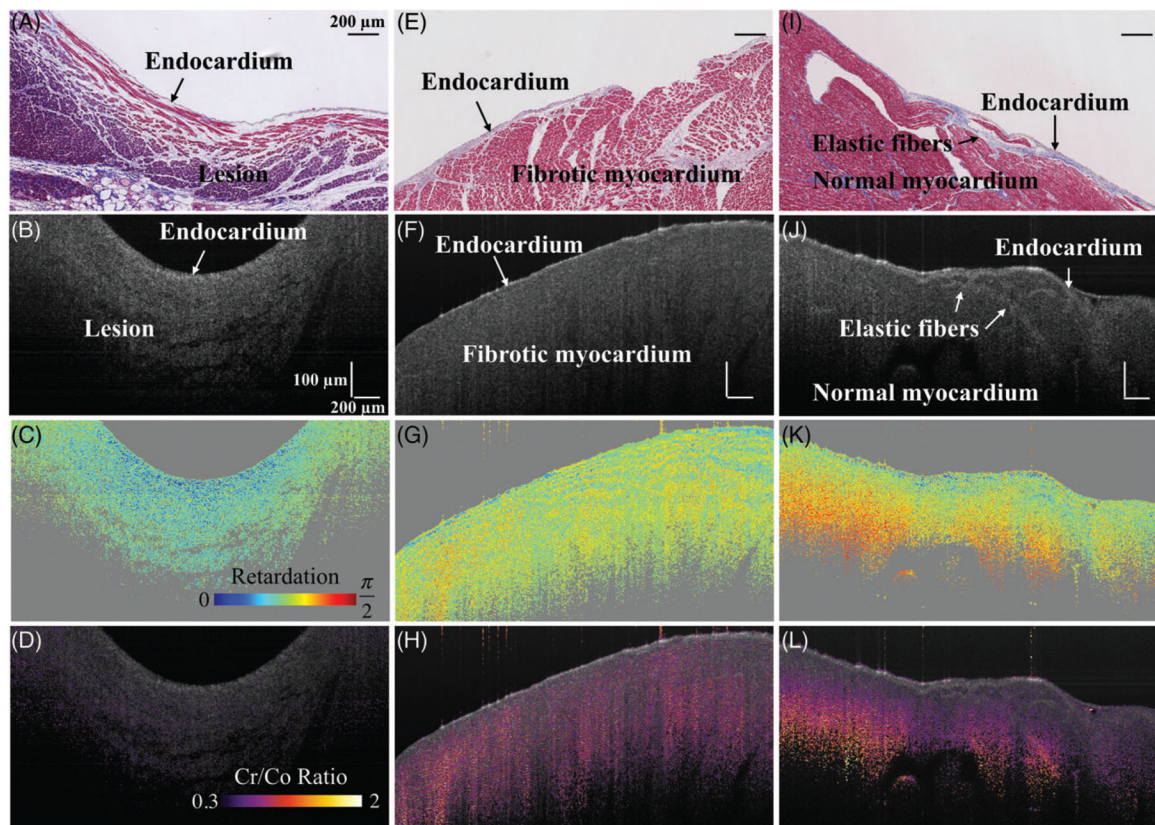 (A)
200 µm
Endocardium
Lesion
(E)
Endocardium
Fibrotic myocardium
(I)
Endocardium
Elastic fibers
Normal myocardium
(B)
Endocardium
Lesion
100 µm
200 µm
(F)
Endocardium
Fibrotic myocardium
(J)
Endocardium
Elastic fibers
Normal myocardium
(C)
Retardation
0
π
2
(G)
(K)
(D)
Cr/Co Ratio
0.3
2
(H)
(L)